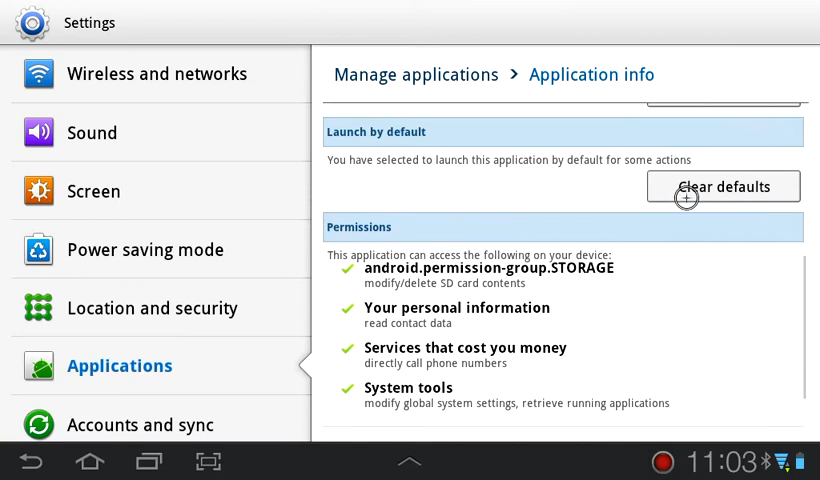 Settings
Wireless and networks
Sound
Screen
Power saving mode
Location and security
Applications
Accounts and sync
Manage applications > Application info
Launch by default
You have selected to launch this application by default for some actions
Clear defaults
Permissions
This application can access the following on your device:
android.permission-group.STORAGE
modify/delete SD card contents
Your personal information
read contact data
Services that cost you money
directly call phone numbers
System tools
modify global system settings, retrieve running applications
11:03